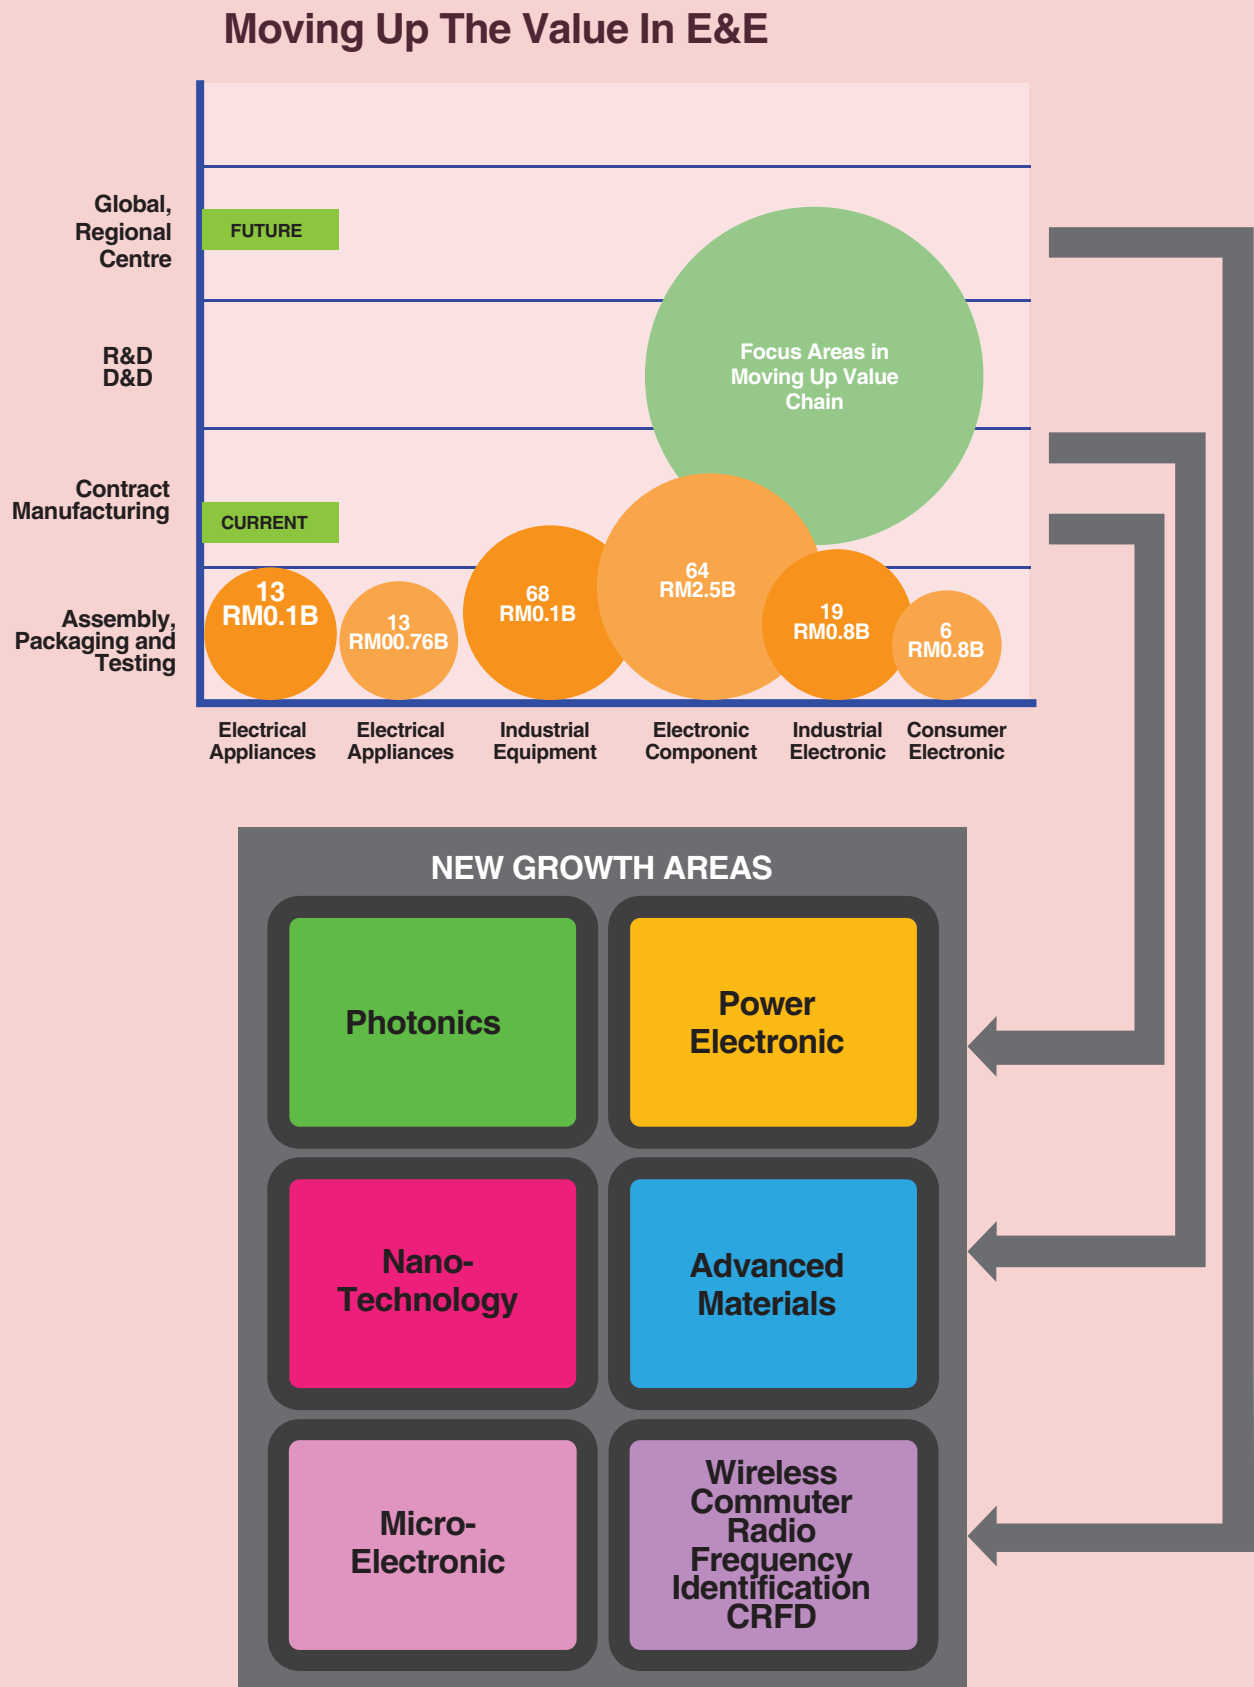 Moving Up The Value In E&E
Global,
Regional
Centre
FUTURE
R&D
D&D
Focus Areas in
Moving Up Value
Chain
Contract
Manufacturing
CURRENT
Assembly,
Packaging and
Testing
13
RM0.1B
13
RM00.76B
68
RM0.1B
64
RM2.5B
19
RM0.8B
6
RM0.8B
Electrical
Appliances
Electrical
Appliances
Industrial
Equipment
Electronic
Component
Industrial
Electronic
Consumer
Electronic
NEW GROWTH AREAS
Photonics
Power
Electronic
Nano-
Technology
Advanced
Materials
Micro-
Electronic
Wireless
Commuter
Radio
Frequency
Identification
CRFD